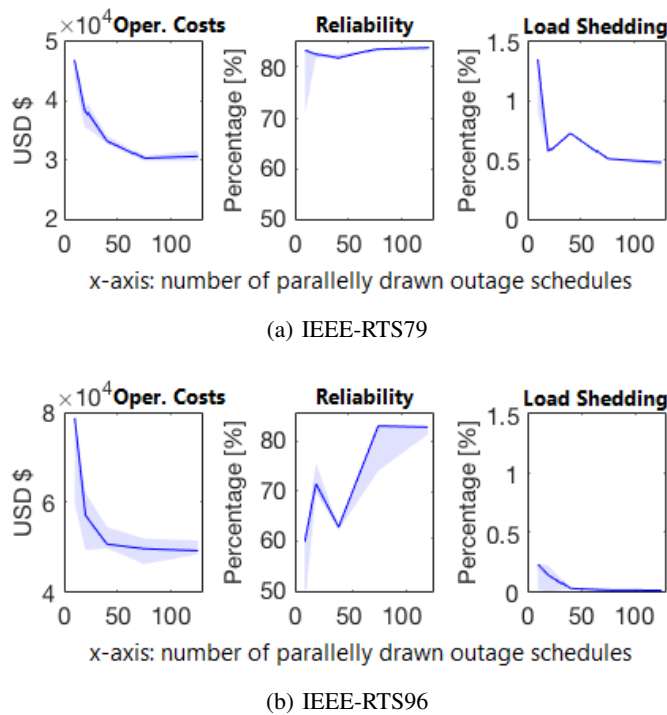 ×10⁴ Oper. Costs Reliability Load Shedding
5 80 1.5
4 70 1
3 60 0.5
2 50 0
USD $ Percentage [%] Percentage [%]
0 50 100 0 50 100 0 50 100
x-axis: number of parallelly drawn outage schedules
(a) IEEE-RTS79
×10⁴ Oper. Costs Reliability Load Shedding
8 80 1.5
6 70 1
4 60 0.5
50 0
USD $ Percentage [%] Percentage [%]
0 50 100 0 50 100 0 50 100
x-axis: number of parallelly drawn outage schedules
(b) IEEE-RTS96